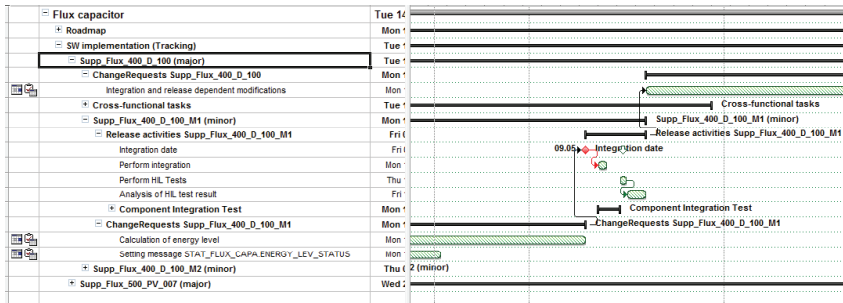 Flux capacitor Tue 14
Roadmap Mon
SW implementation (Tracking) Tue
Supp_Flux_400_D_100 (major) Tue
ChangeRequests Supp_Flux_400_D_100 Mon
Integration and release dependent modifications Mon
Cross-functional tasks Tue Cross-functional tasks
Supp_Flux_400_D_100_M1 (minor) Mon Supp_Flux_400_D_100_M1 (minor)
Release activities Supp_Flux_400_D_100_M1 Fri Release activities Supp_Flux_400_D_100_M1
Integration date Fri 09.05. Integration date
Perform integration Mon
Perform HIL Tests Thu
Analysis of HIL test result Fri
Component Integration Test Mon Component Integration Test
ChangeRequests Supp_Flux_400_D_100_M1 Mon ChangeRequests Supp_Flux_400_D_100_M1
Calculation of energy level Mon
Setting message STAT_FLUX_CAPA.ENERGY_LEV_STATUS Mon
Supp_Flux_400_D_100_M2 (minor) Thu 2 (minor)
Supp_Flux_500_PV_007 (major) Wed 2